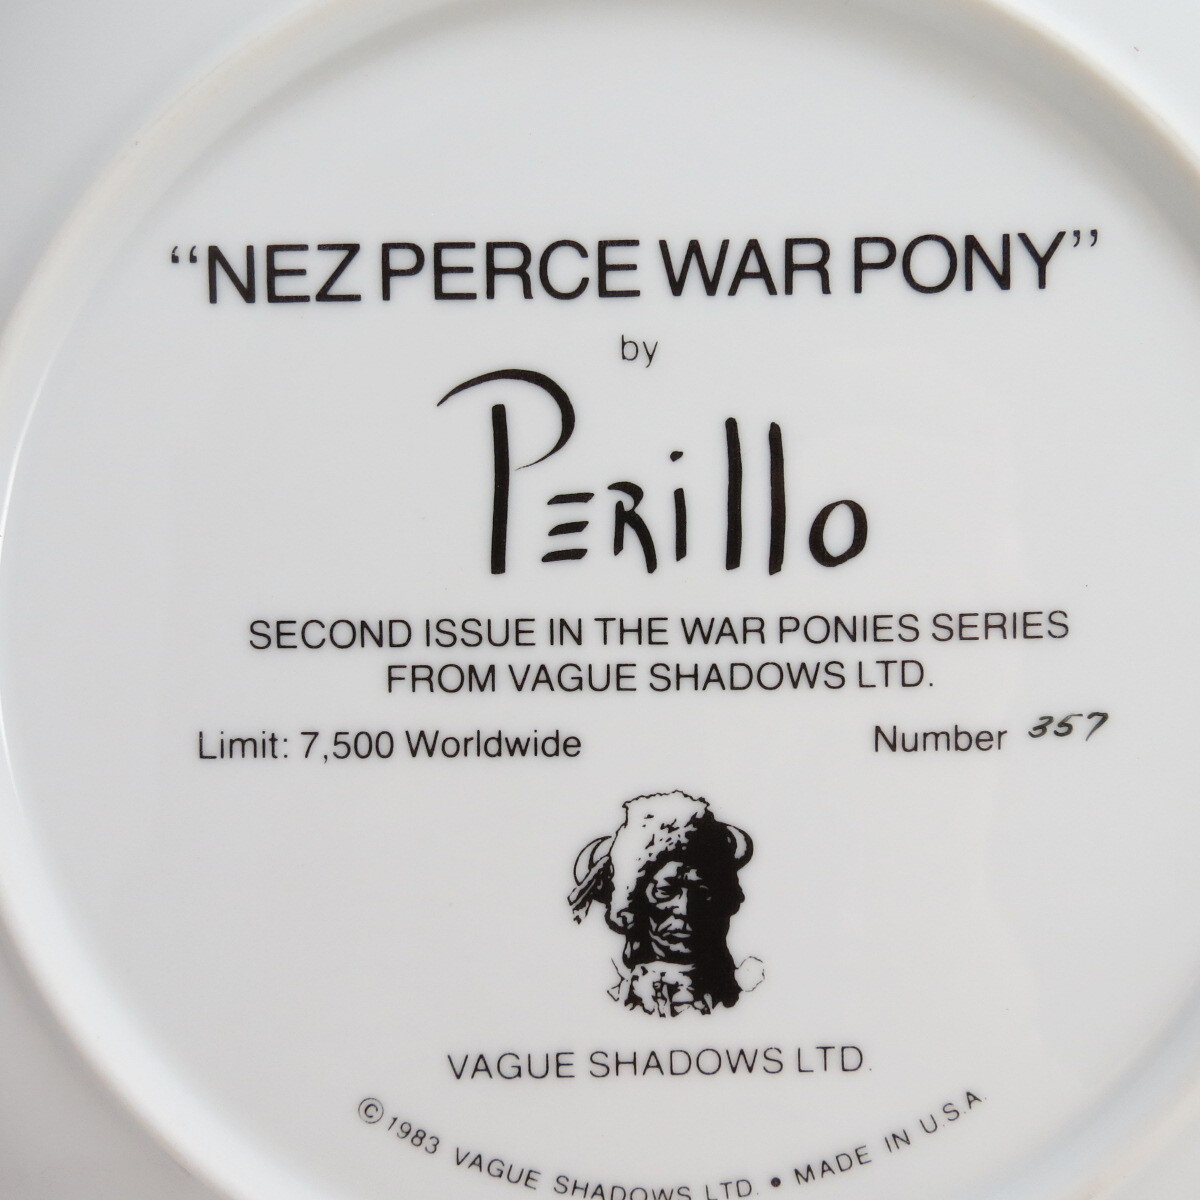 “NEZ PERCE WAR PONY”
by
PERillo
SECOND ISSUE IN THE WAR PONIES SERIES
FROM VAGUE SHADOWS LTD.
Limit: 7,500 Worldwide Number 357
VAGUE SHADOWS LTD.
©1983 VAGUE SHADOWS LTD. • MADE IN U.S.A.